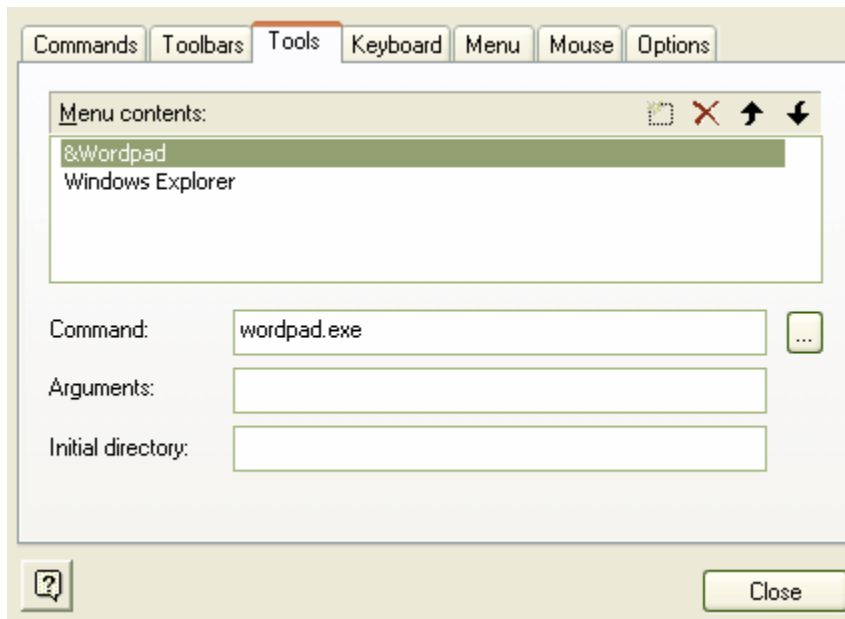 Commands Toolbars Tools Keyboard Menu Mouse Options
Menu contents:
&Wordpad
Windows Explorer
Command: wordpad.exe ...
Arguments:
Initial directory:
? Close